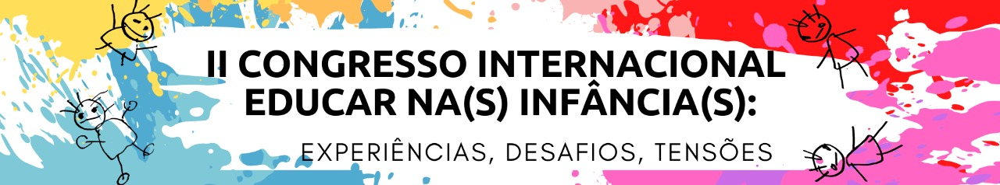 II CONGRESSO INTERNACIONAL
EDUCAR NA(S) INFÂNCIA(S):
EXPERIÊNCIAS, DESAFIOS, TENSÕES